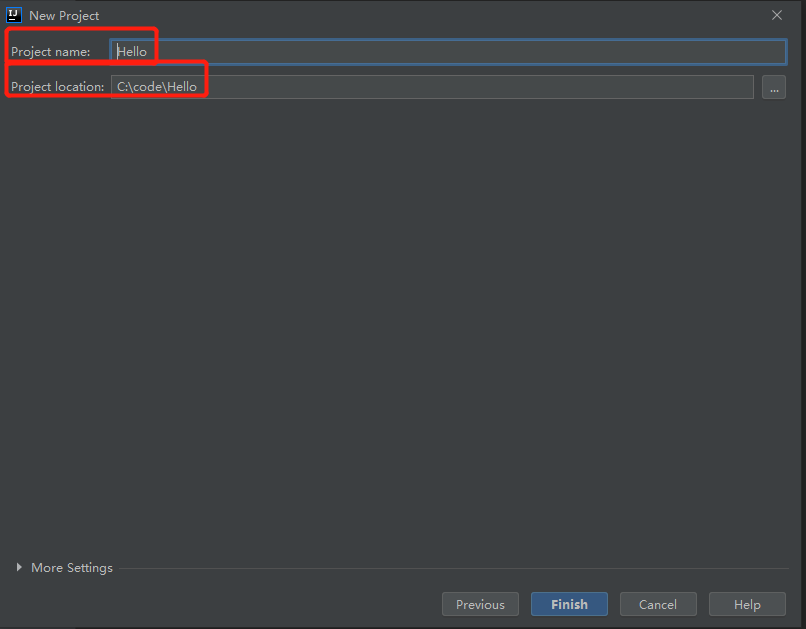 IJ New Project
Project name: Hello
Project location: C:\code\Hello ...
More Settings
Previous Finish Cancel Help